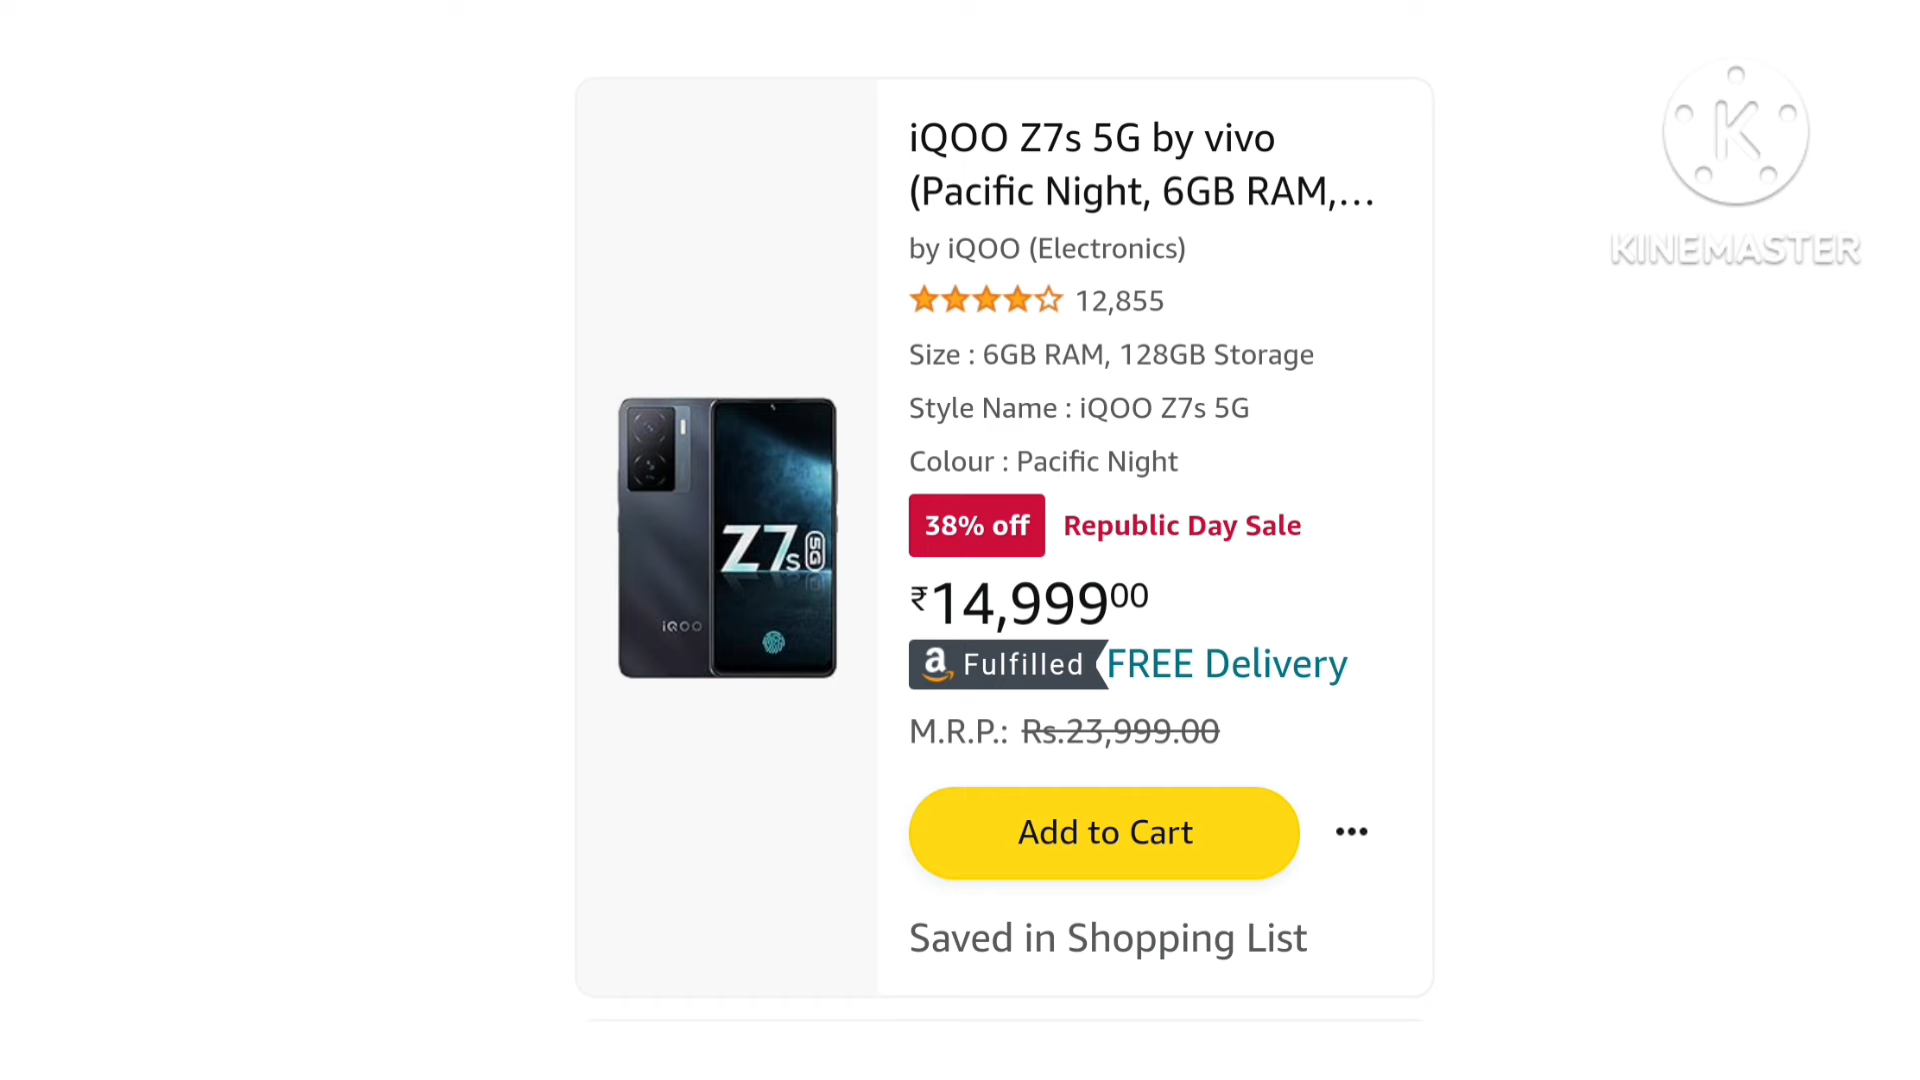 iQOO Z7s 5G by vivo
(Pacific Night, 6GB RAM,...
by iQOO (Electronics)
12,855
Size : 6GB RAM, 128GB Storage
Style Name : iQOO Z7s 5G
Colour : Pacific Night
38% off Republic Day Sale
₹14,99900
a Fulfilled FREE Delivery
M.R.P.: Rs.23,999.00
Add to Cart
Saved in Shopping List
Z7s 5G
iQOO
K
KINEMASTER